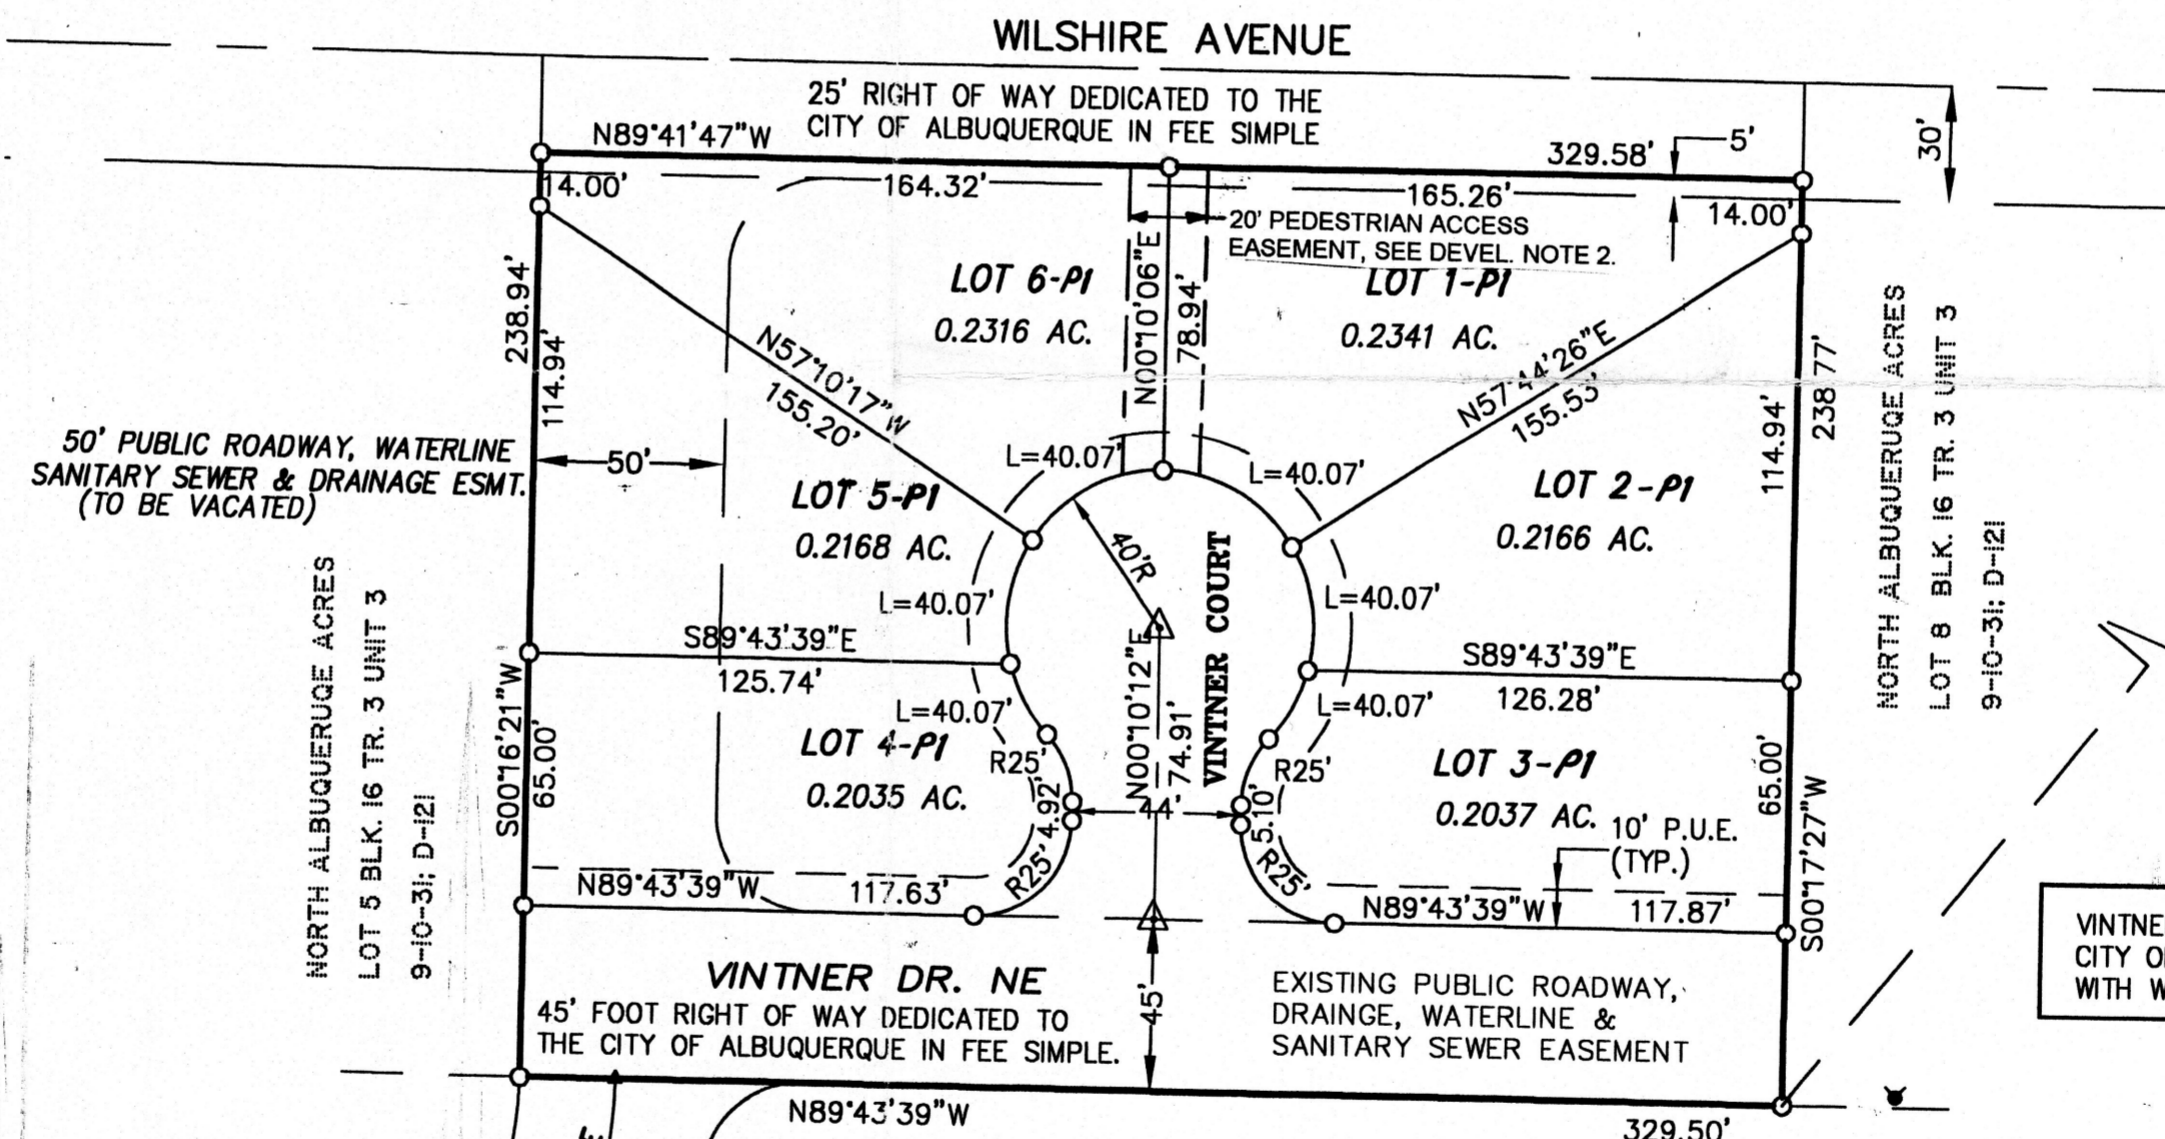 WILSHIRE AVENUE
25' RIGHT OF WAY DEDICATED TO THE
CITY OF ALBUQUERQUE IN FEE SIMPLE
N89°41'47"W
329.58'
5'
30'
14.00'
164.32'
165.26'
14.00'
20' PEDESTRIAN ACCESS
EASEMENT, SEE DEVEL. NOTE 2.
LOT 6-P1
0.2316 AC.
N00°10'06"E
78.94'
LOT 1-P1
0.2341 AC.
238.94'
114.94'
N57°10'17"W
155.20'
N57°44'26"E
155.53'
114.94'
238.77'
50' PUBLIC ROADWAY, WATERLINE
SANITARY SEWER & DRAINAGE ESMT.
(TO BE VACATED)
50'
L=40.07'
L=40.07'
LOT 5-P1
0.2168 AC.
LOT 2-P1
0.2166 AC.
40'R
L=40.07'
L=40.07'
VINTNER COURT
NORTH ALBUQUERUQE ACRES
LOT 5 BLK. 16 TR. 3 UNIT 3
9-10-31; D-121
NORTH ALBUQUERUQE ACRES
LOT 8 BLK. 16 TR. 3 UNIT 3
9-10-31; D-121
S89°43'39"E
125.74'
S89°43'39"E
126.28'
N00°10'12"E
74.91'
L=40.07'
L=40.07'
LOT 4-P1
0.2035 AC.
R25'
R25'
LOT 3-P1
0.2037 AC.
S00°16'21"W
65.00'
4.92'
44'
5.10'
65.00'
S00°17'27"W
10' P.U.E.
(TYP.)
R25'
R25'
N89°43'39"W
117.63'
N89°43'39"W
117.87'
VINTNER DR. NE
45' FOOT RIGHT OF WAY DEDICATED TO
THE CITY OF ALBUQUERQUE IN FEE SIMPLE.
45'
EXISTING PUBLIC ROADWAY,
DRAINGE, WATERLINE &
SANITARY SEWER EASEMENT
VINTNE
CITY O
WITH W
N89°43'39"W
329.50'